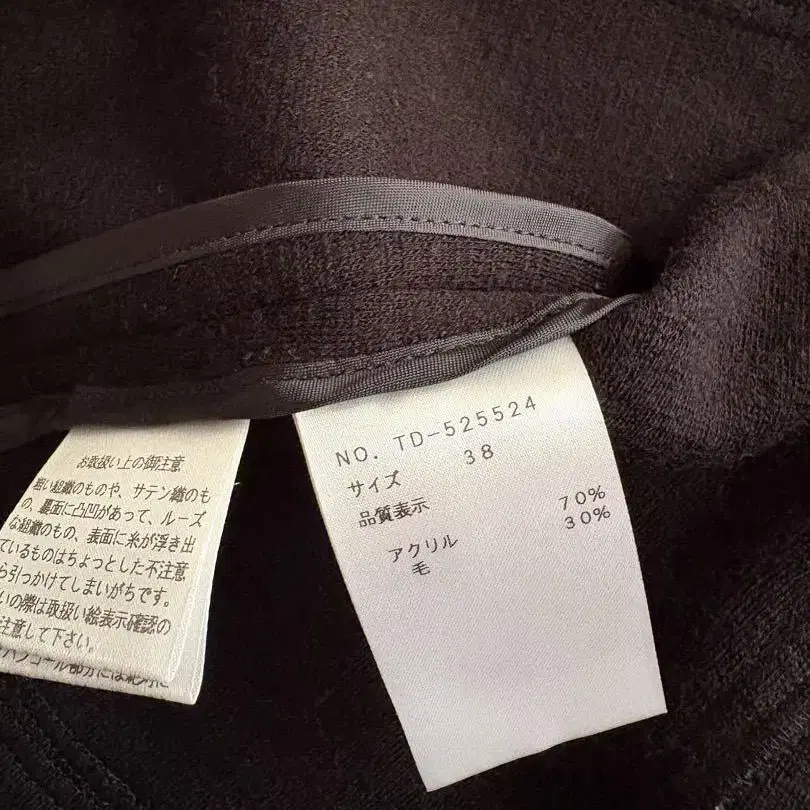 お取扱い上の御注意
粗い組織のものや、サテン織のも
の、裏面に凸凹があって、ルーズ
な組織のもの、表面に糸が浮き出
ているものはちょっとした不注意
ら引っかけてしまいがちです。
いの際は取扱い絵表示確認の
注意して下さい。
NO. TD-525524
サイズ 38
品質表示
アクリル 70%
毛 30%